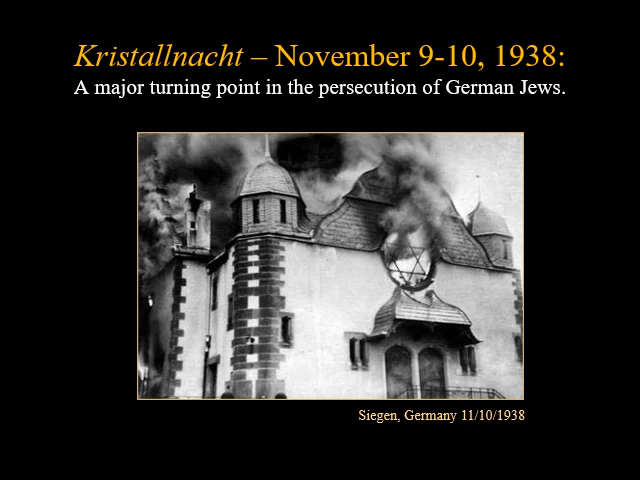 Kristallnacht – November 9-10, 1938:
A major turning point in the persecution of German Jews.
Siegen, Germany 11/10/1938